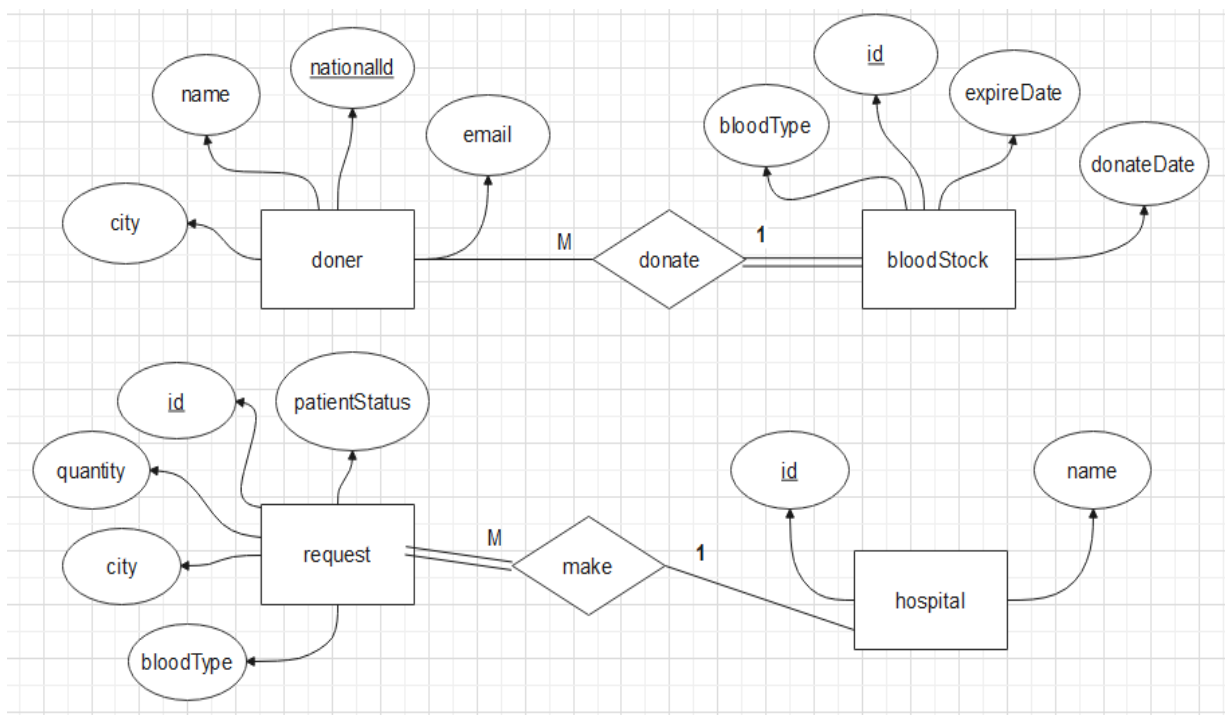 name
nationalId
email
city
doner
M
donate
1
bloodType
id
expireDate
donateDate
bloodStock
id
patientStatus
quantity
city
bloodType
request
M
make
1
id
name
hospital